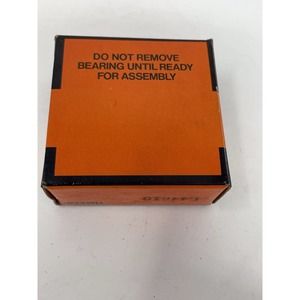 DO NOT REMOVE
BEARING UNTIL READY
FOR ASSEMBLY